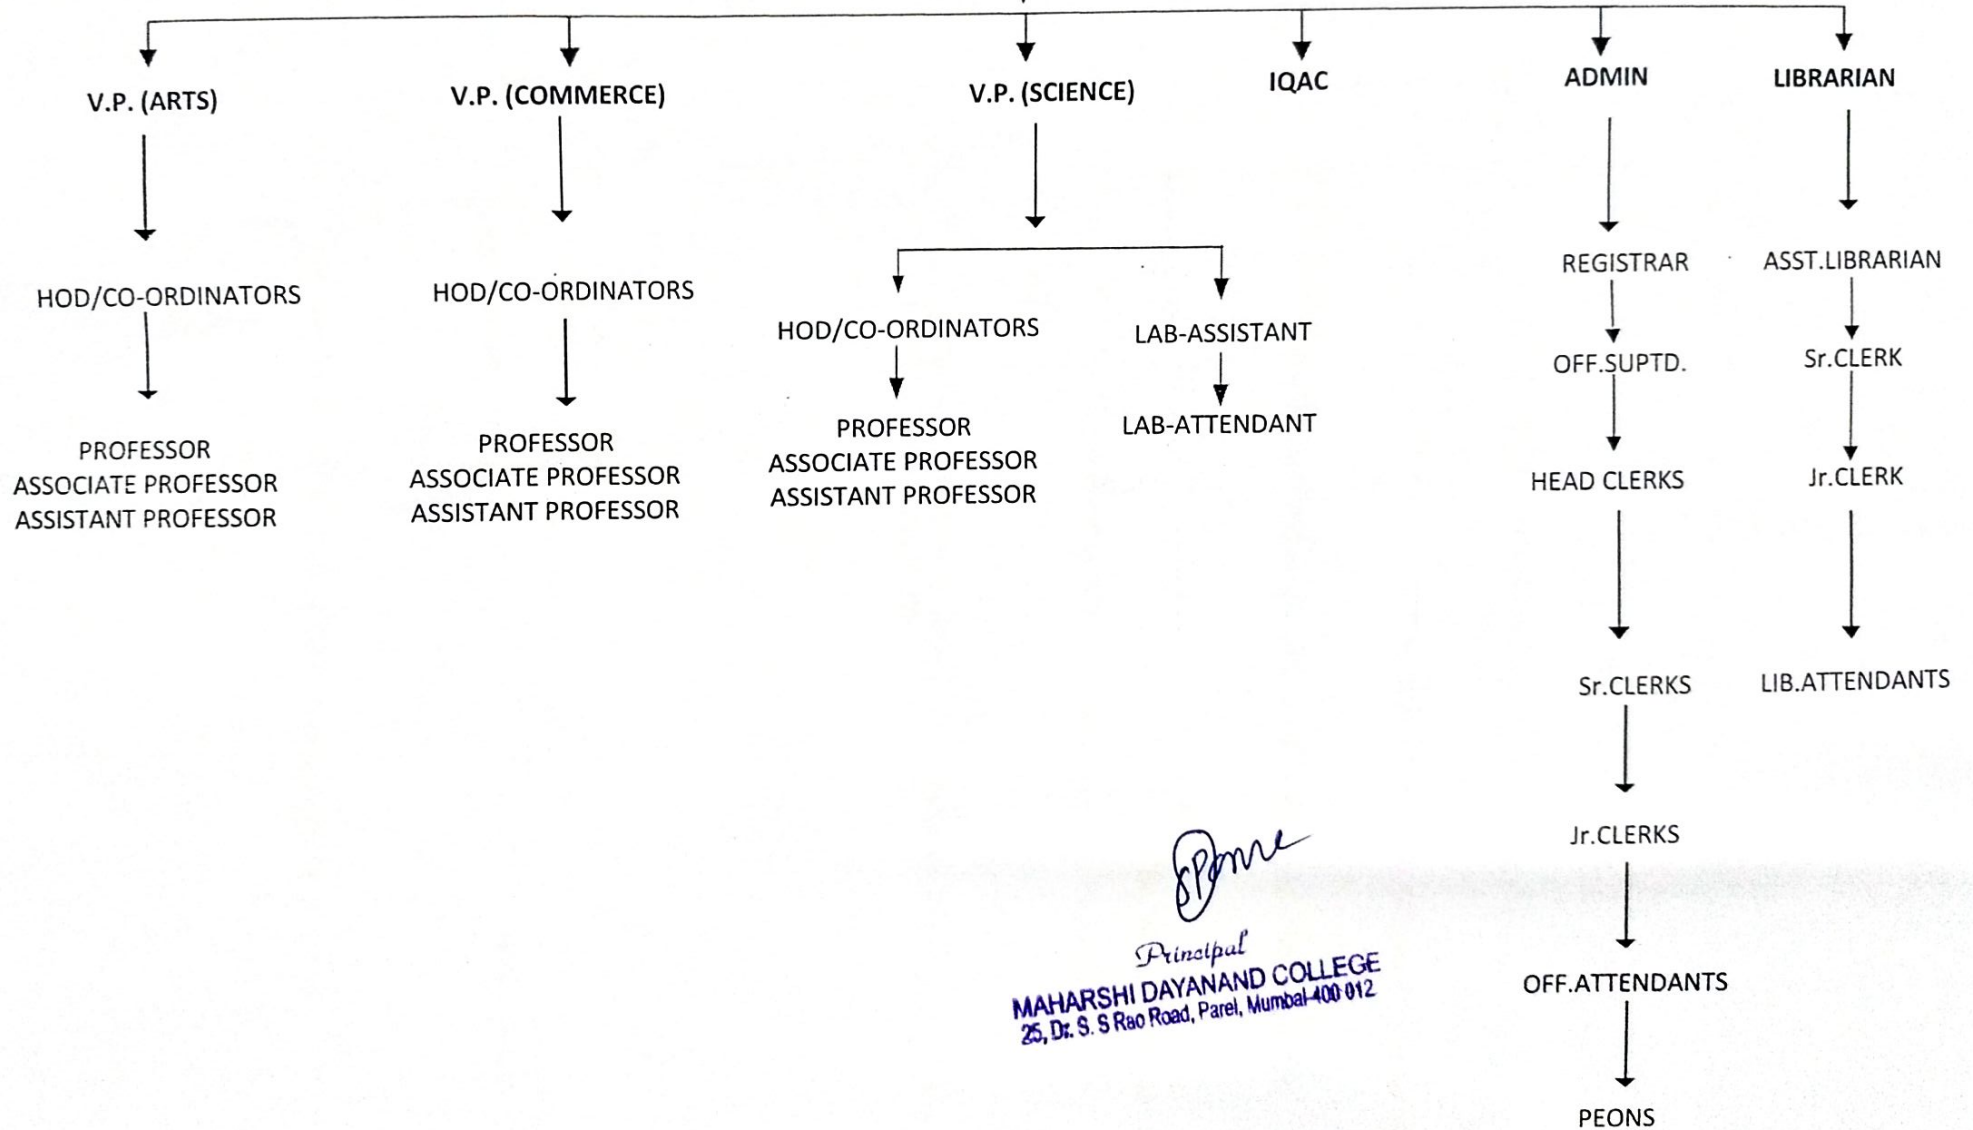 V.P. (ARTS)
V.P. (COMMERCE)
V.P. (SCIENCE)
IQAC
ADMIN
LIBRARIAN
HOD/CO-ORDINATORS
PROFESSOR
ASSOCIATE PROFESSOR
ASSISTANT PROFESSOR
HOD/CO-ORDINATORS
PROFESSOR
ASSOCIATE PROFESSOR
ASSISTANT PROFESSOR
HOD/CO-ORDINATORS
PROFESSOR
ASSOCIATE PROFESSOR
ASSISTANT PROFESSOR
LAB-ASSISTANT
LAB-ATTENDANT
REGISTRAR
OFF.SUPTD.
HEAD CLERKS
Sr.CLERKS
Jr.CLERKS
OFF.ATTENDANTS
PEONS
ASST.LIBRARIAN
Sr.CLERK
Jr.CLERK
LIB.ATTENDANTS
Principal
MAHARSHI DAYANAND COLLEGE
25, Dr. S. S Rao Road, Parel, Mumbai-400 012